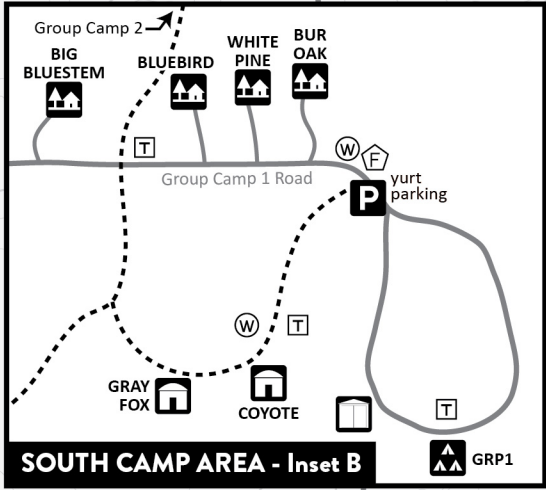 Group Camp 2
BIG
BLUESTEM
BLUEBIRD
WHITE
PINE
BUR
OAK
T
W
F
Group Camp 1 Road
P
yurt
parking
W
T
GRAY
FOX
COYOTE
T
GRP1
SOUTH CAMP AREA - Inset B